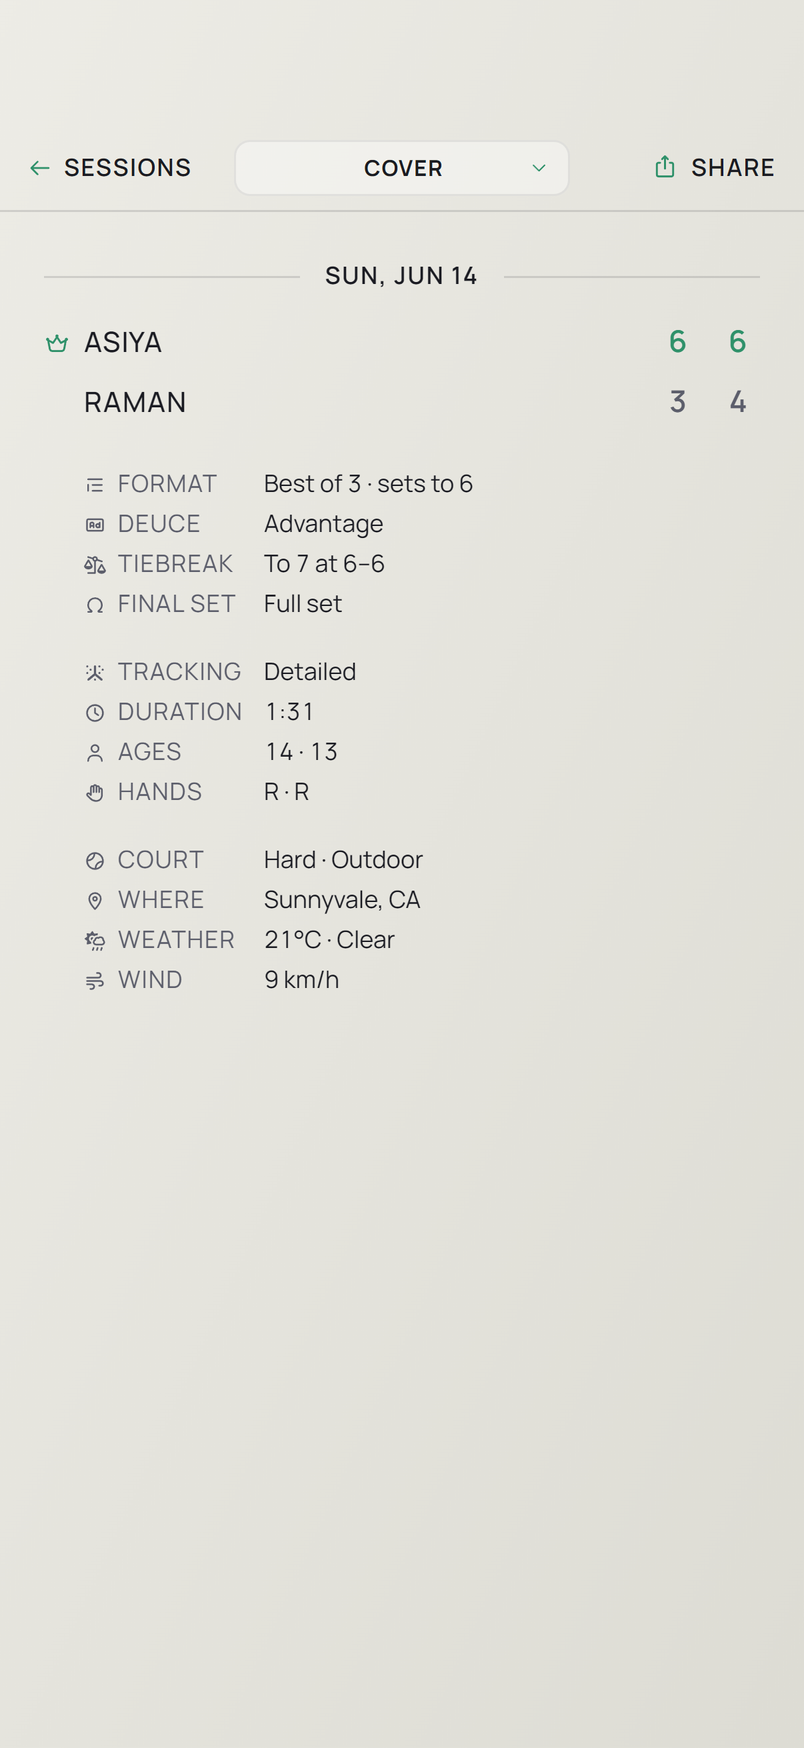 SESSIONS COVER SHARE
SUN, JUN 14
ASIYA 6 6
RAMAN 3 4
FORMAT Best of 3 · sets to 6
Ad DEUCE Advantage
TIEBREAK To 7 at 6–6
FINAL SET Full set
TRACKING Detailed
DURATION 1:31
AGES 14 · 13
HANDS R · R
COURT Hard · Outdoor
WHERE Sunnyvale, CA
WEATHER 21°C · Clear
WIND 9 km/h